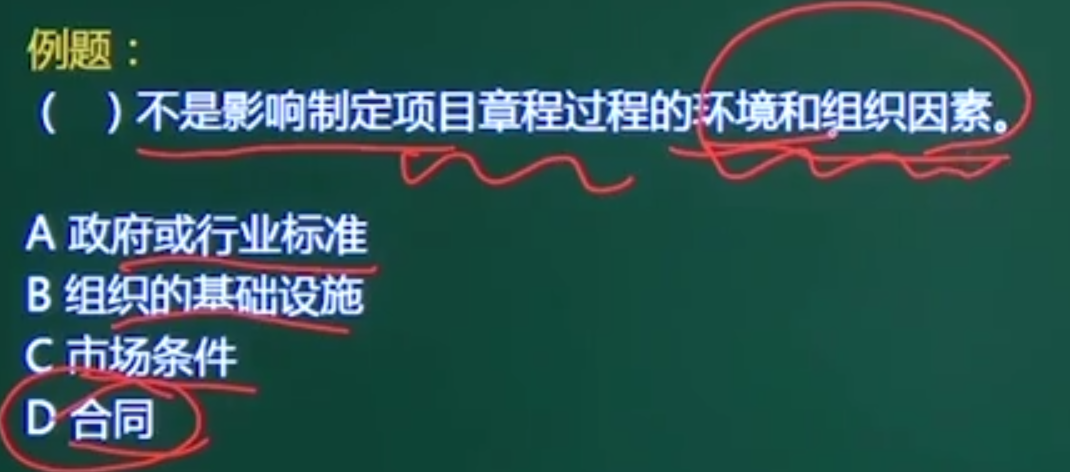 例题：
（ ）不是影响制定项目章程过程的环境和组织因素。
A 政府或行业标准
B 组织的基础设施
C 市场条件
D 合同